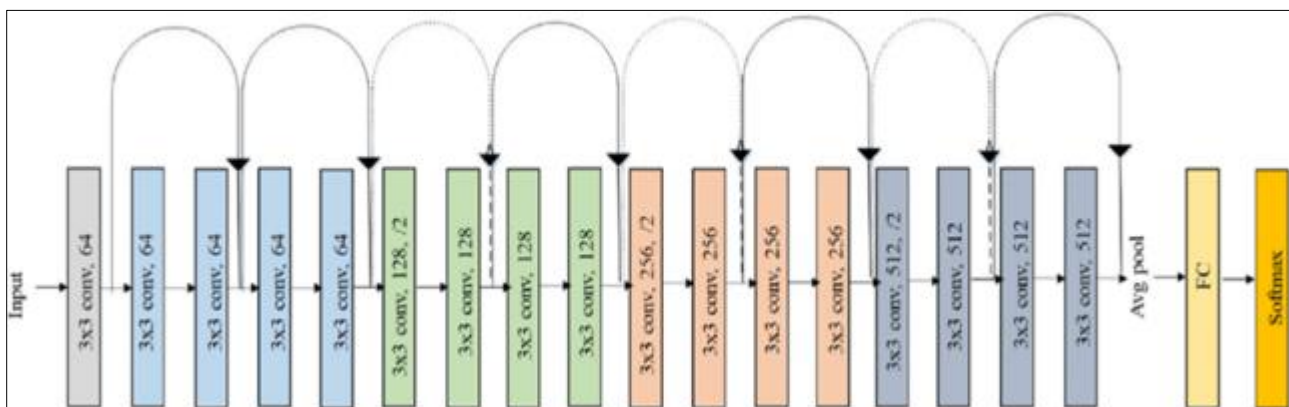 Input
3x3 conv, 64
3x3 conv, 64
3x3 conv, 64
3x3 conv, 64
3x3 conv, 64
3x3 conv, 128, /2
3x3 conv, 128
3x3 conv, 128
3x3 conv, 128
3x3 conv, 256, /2
3x3 conv, 256
3x3 conv, 256
3x3 conv, 256
3x3 conv, 512, /2
3x3 conv, 512
3x3 conv, 512
3x3 conv, 512
Avg pool
FC
Softmax